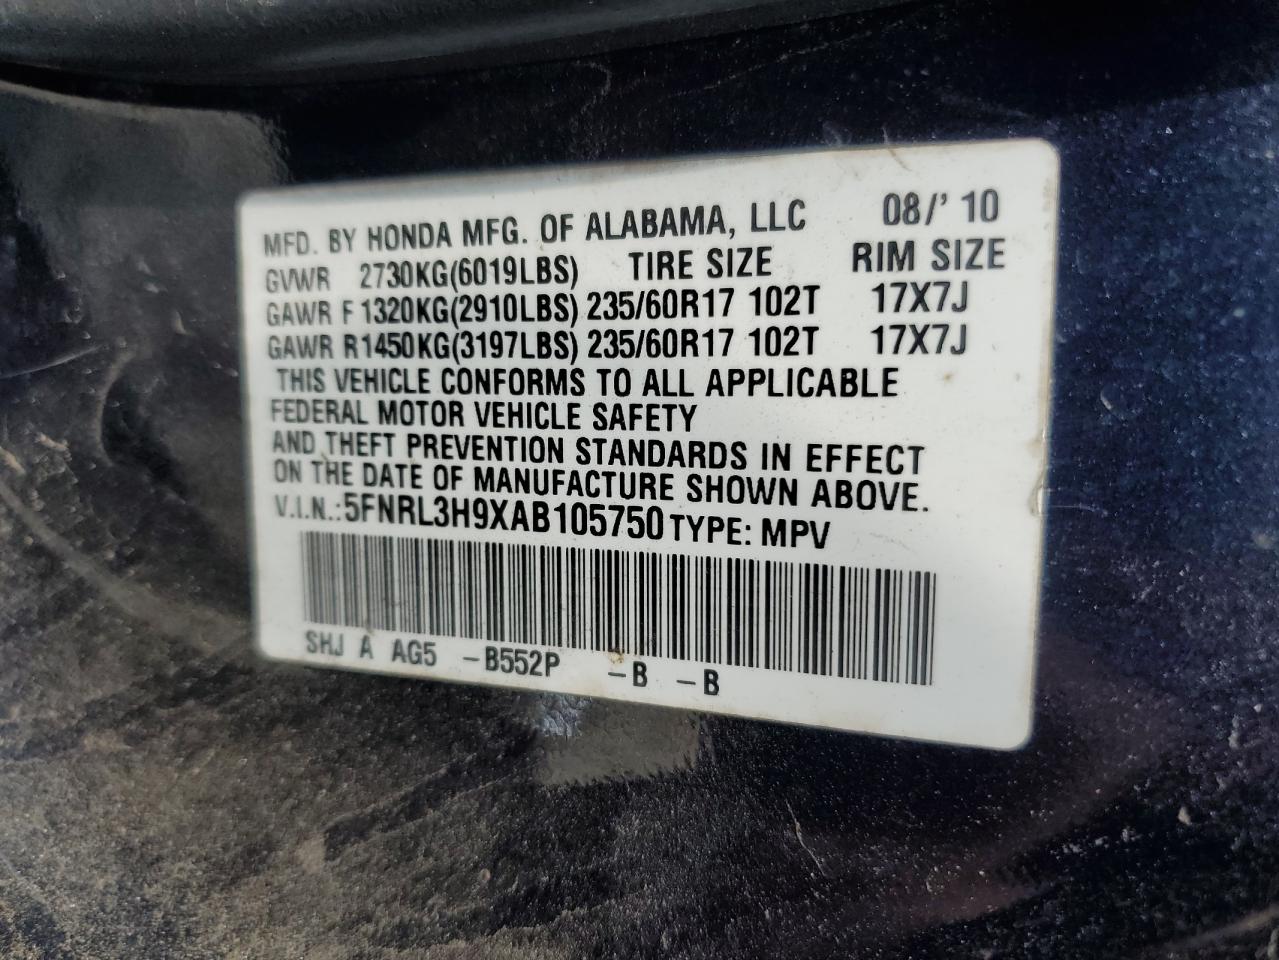 MFD. BY HONDA MFG. OF ALABAMA, LLC 08/' 10
GVWR 2730KG(6019LBS) TIRE SIZE RIM SIZE
GAWR F 1320KG(2910LBS) 235/60R17 102T 17X7J
GAWR R1450KG(3197LBS) 235/60R17 102T 17X7J
THIS VEHICLE CONFORMS TO ALL APPLICABLE
FEDERAL MOTOR VEHICLE SAFETY
AND THEFT PREVENTION STANDARDS IN EFFECT
ON THE DATE OF MANUFACTURE SHOWN ABOVE.
V.I.N.:5FNRL3H9XAB105750 TYPE: MPV
SHJ A AG5 -B552P -B -B